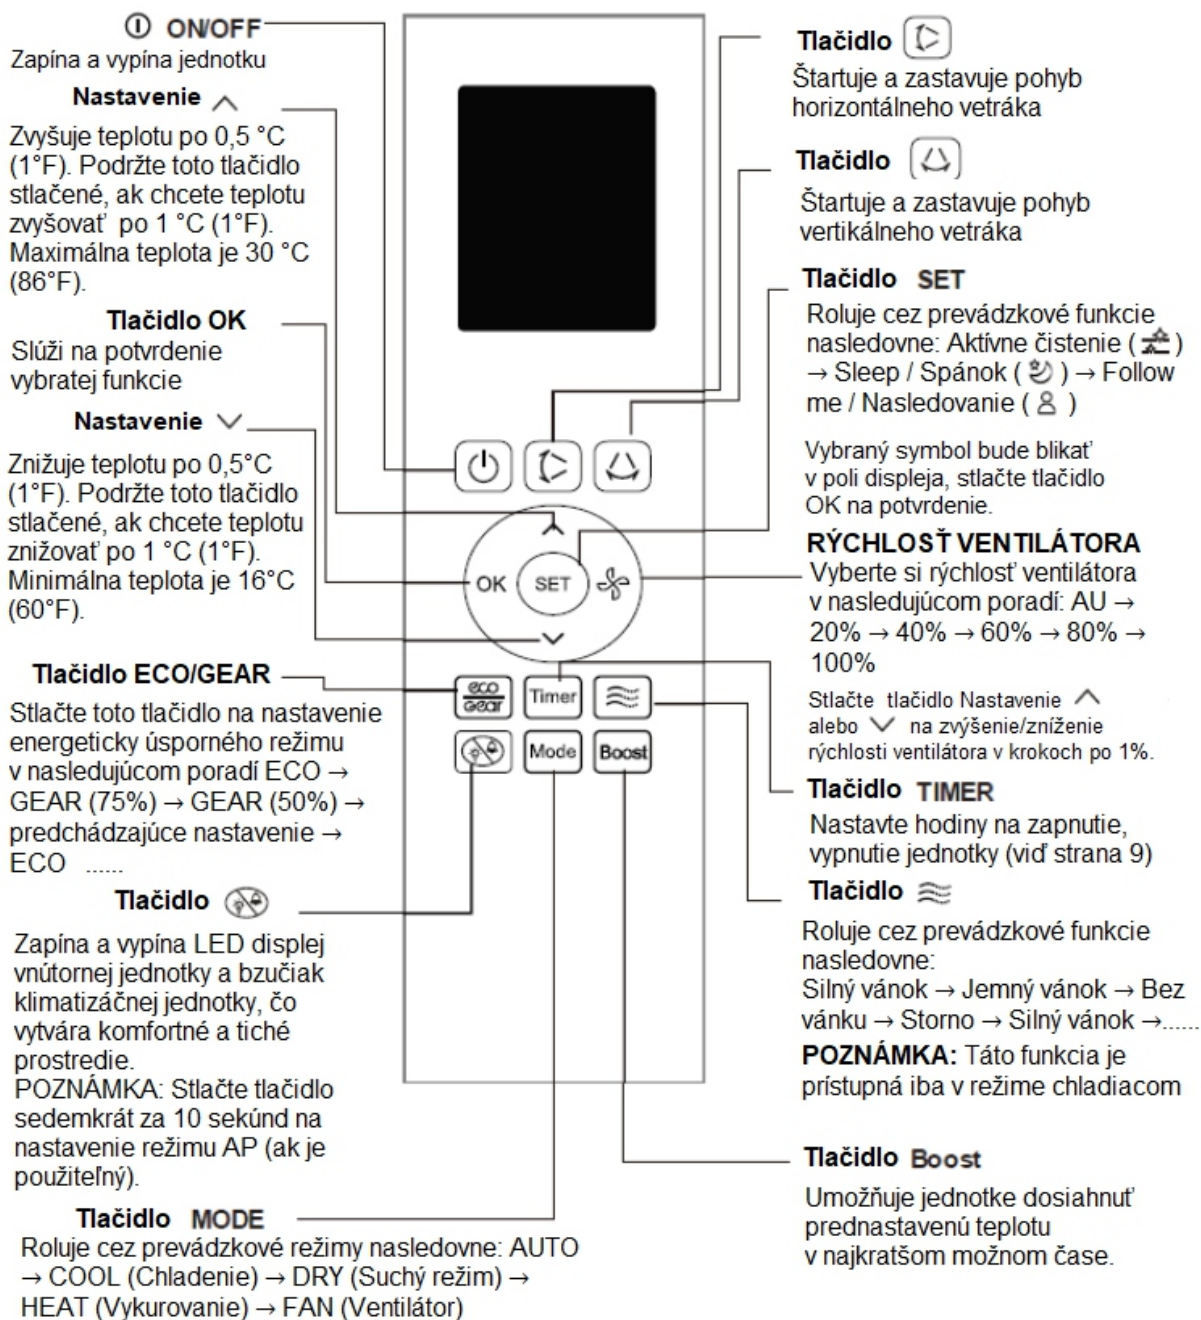 ON/OFF
Zapína a vypína jednotku
Nastavenie
Zvyšuje teplotu po 0,5 °C
(1°F). Podržte toto tlačidlo
stlačené, ak chcete teplotu
zvyšovať po 1 °C (1°F).
Maximálna teplota je 30 °C
(86°F).
Tlačidlo OK
Slúži na potvrdenie
vybratej funkcie
Nastavenie
Znižuje teplotu po 0,5°C
(1°F). Podržte toto tlačidlo
stlačené, ak chcete teplotu
znižovať po 1 °C (1°F).
Minimálna teplota je 16°C
(60°F).
Tlačidlo ECO/GEAR
Stlačte toto tlačidlo na nastavenie
energeticky úsporného režimu
v nasledujúcom poradí ECO →
GEAR (75%) → GEAR (50%) →
predchádzajúce nastavenie →
ECO ......
Tlačidlo
Zapína a vypína LED displej
vnútornej jednotky a bzučiak
klimatizáčnej jednotky, čo
vytvára komfortné a tiché
prostredie.
POZNÁMKA: Stlačte tlačidlo
sedemkrát za 10 sekúnd na
nastavenie režimu AP (ak je
použiteľný).
Tlačidlo MODE
Roluje cez prevádzkové režimy nasledovne: AUTO
→ COOL (Chladenie) → DRY (Suchý režim) →
HEAT (Vykurovanie) → FAN (Ventilátor)
OK
SET
eco
gear
Timer
Mode
Boost
Tlačidlo
Štartuje a zastavuje pohyb
horizontálneho vetráka
Tlačidlo
Štartuje a zastavuje pohyb
vertikálneho vetráka
Tlačidlo SET
Roluje cez prevádzkové funkcie
nasledovne: Aktívne čistenie ( )
→ Sleep / Spánok ( ) → Follow
me / Nasledovanie ( )
Vybraný symbol bude blikať
v poli displeja, stlačte tlačidlo
OK na potvrdenie.
RÝCHLOSŤ VENTILÁTORA
Vyberte si rýchlosť ventilátora
v nasledujúcom poradí: AU →
20% → 40% → 60% → 80% →
100%
Stlačte tlačidlo Nastavenie
alebo na zvýšenie/zníženie
rýchlosti ventilátora v krokoch po 1%.
Tlačidlo TIMER
Nastavte hodiny na zapnutie,
vypnutie jednotky (viď strana 9)
Tlačidlo
Roluje cez prevádzkové funkcie
nasledovne:
Silný vánok → Jemný vánok → Bez
vánku → Storno → Silný vánok →......
POZNÁMKA: Táto funkcia je
prístupná iba v režime chladiacom
Tlačidlo Boost
Umožňuje jednotke dosiahnuť
prednastavenú teplotu
v najkratšom možnom čase.